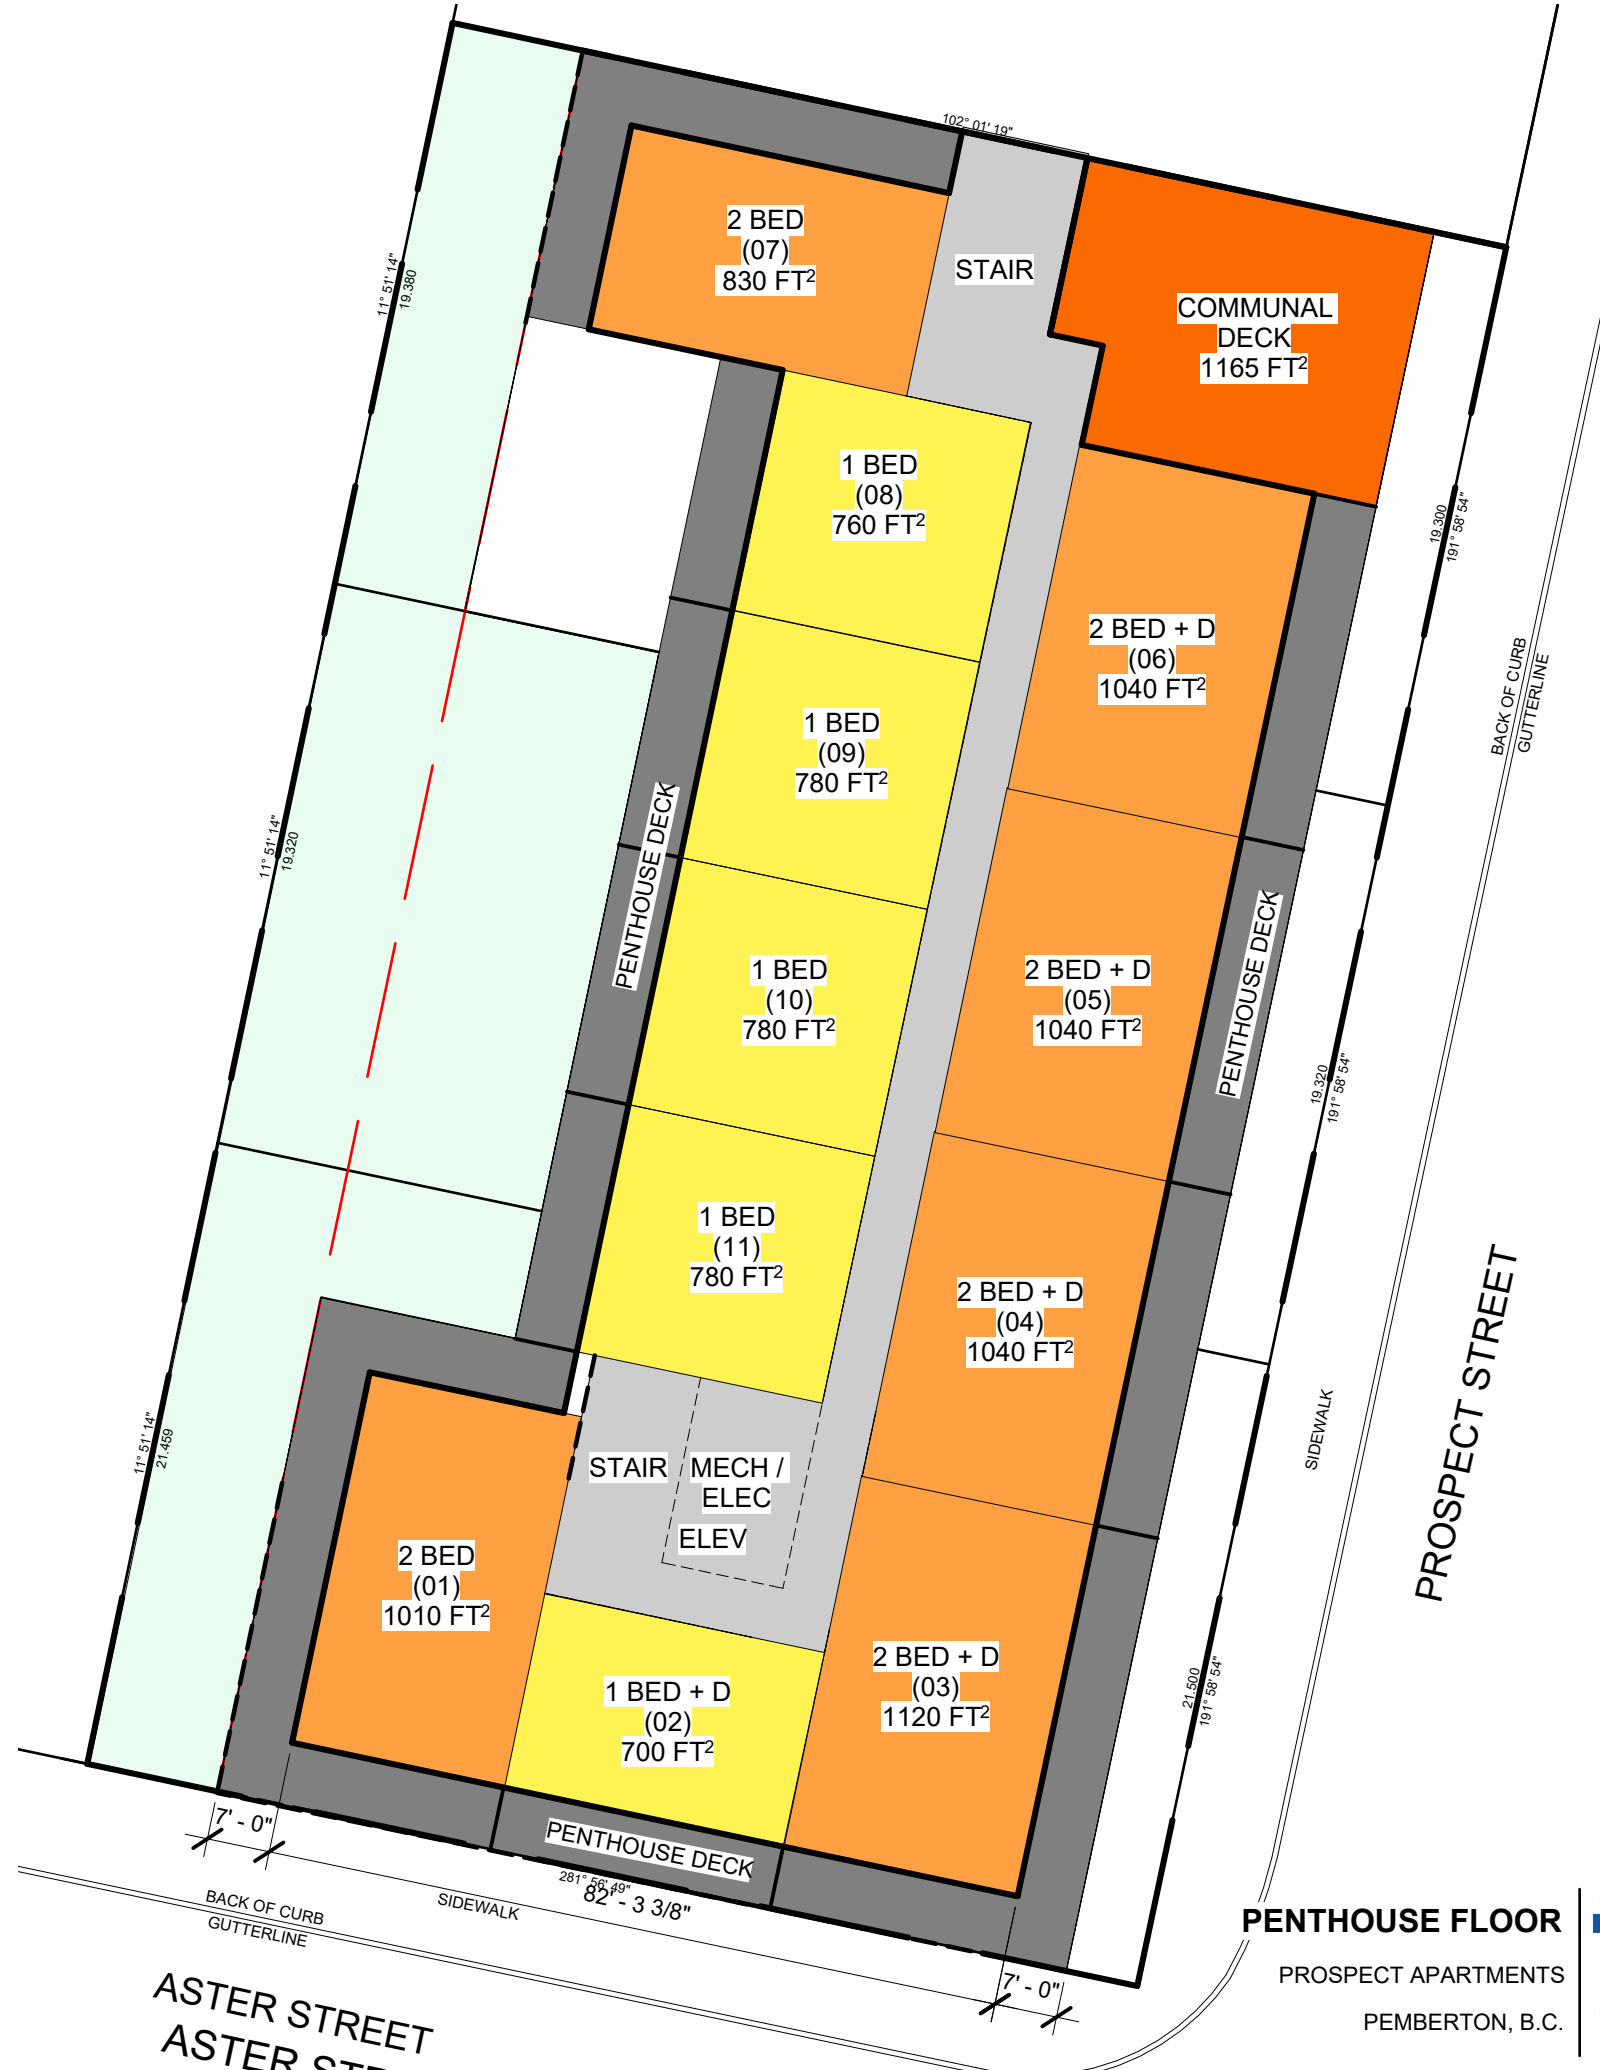 102° 01' 19"
2 BED
(07)
830 FT²
STAIR
COMMUNAL
DECK
1165 FT²
11° 51' 14"
19.380
1 BED
(08)
760 FT²
19.300
191° 58' 54"
2 BED + D
(06)
1040 FT²
BACK OF CURB
GUTTERLINE
1 BED
(09)
780 FT²
11° 51' 14"
19.320
PENTHOUSE DECK
1 BED
(10)
780 FT²
2 BED + D
(05)
1040 FT²
PENTHOUSE DECK
19.320
191° 58' 54"
1 BED
(11)
780 FT²
2 BED + D
(04)
1040 FT²
11° 51' 14"
21.459
SIDEWALK
PROSPECT STREET
STAIR
MECH /
ELEC
ELEV
2 BED
(01)
1010 FT²
1 BED + D
(02)
700 FT²
2 BED + D
(03)
1120 FT²
21.500
191° 58' 54"
7' - 0"
PENTHOUSE DECK
281° 56' 49"
82' - 3 3/8"
SIDEWALK
BACK OF CURB
GUTTERLINE
7' - 0"
ASTER STREET
ASTER
PENTHOUSE FLOOR
PROSPECT APARTMENTS
PEMBERTON, B.C.